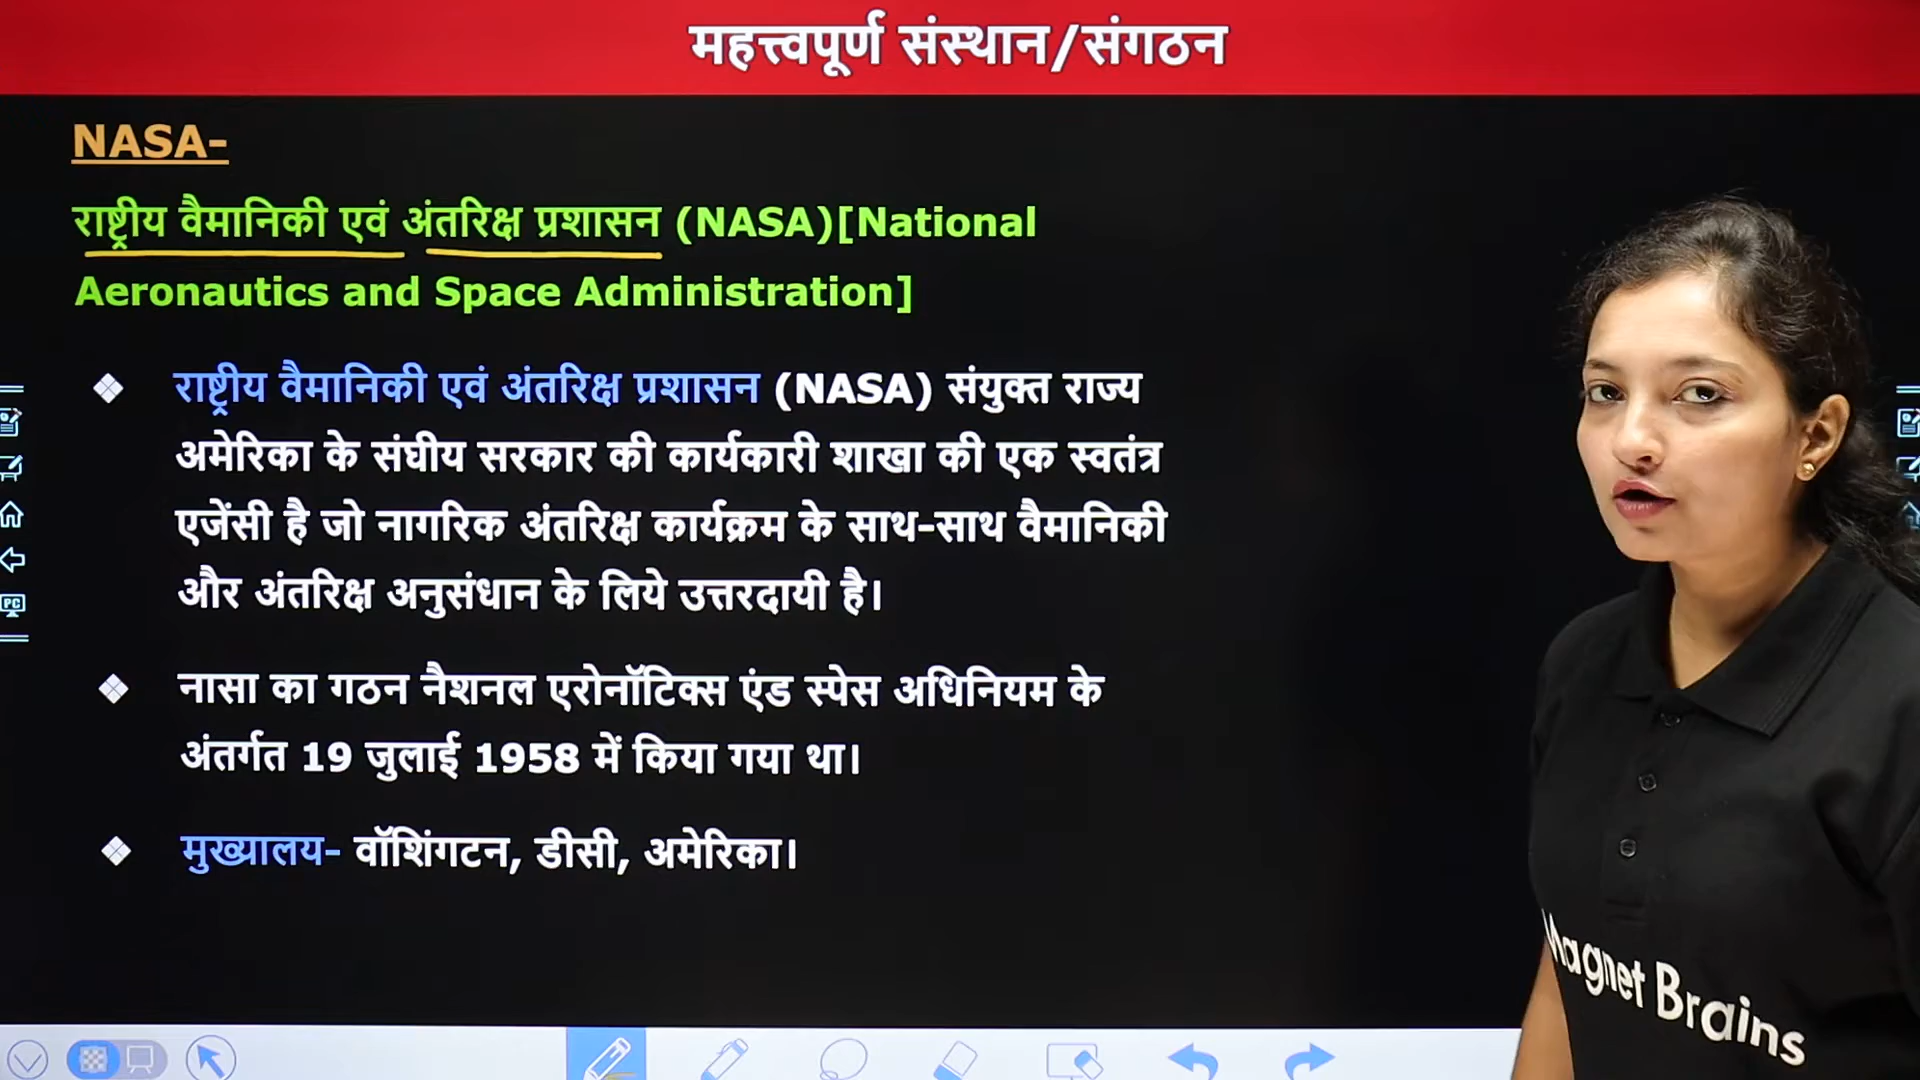 महत्त्वपूर्ण संस्थान/संगठन
NASA-
राष्ट्रीय वैमानिकी एवं अंतरिक्ष प्रशासन (NASA)[National
Aeronautics and Space Administration]
राष्ट्रीय वैमानिकी एवं अंतरिक्ष प्रशासन (NASA) संयुक्त राज्य
अमेरिका के संघीय सरकार की कार्यकारी शाखा की एक स्वतंत्र
एजेंसी है जो नागरिक अंतरिक्ष कार्यक्रम के साथ-साथ वैमानिकी
और अंतरिक्ष अनुसंधान के लिये उत्तरदायी है।
नासा का गठन नैशनल एरोनॉटिक्स एंड स्पेस अधिनियम के
अंतर्गत 19 जुलाई 1958 में किया गया था।
मुख्यालय- वॉशिंगटन, डीसी, अमेरिका।
PC
Magnet Brains